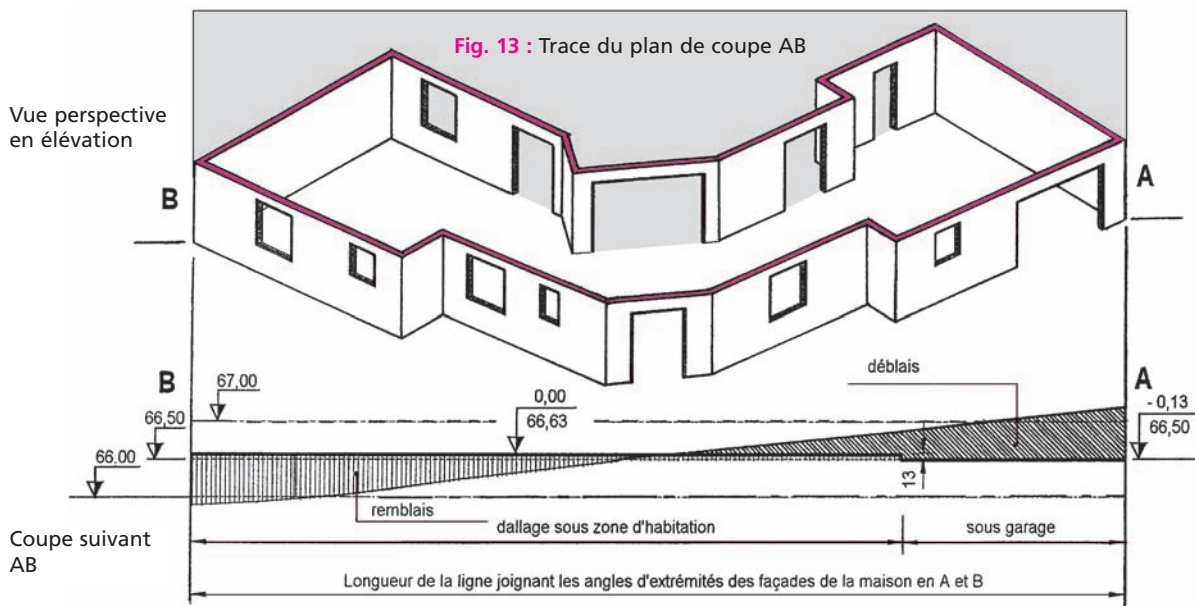 Fig. 13 : Trace du plan de coupe AB
Vue perspective
en élévation
B
A
B
67,00
0,00
66,63
déblais
A
- 0,13
66,50
66,50
66,00
13
remblais
dallage sous zone d'habitation
sous garage
Coupe suivant
AB
Longueur de la ligne joignant les angles d'extrémités des façades de la maison en A et B